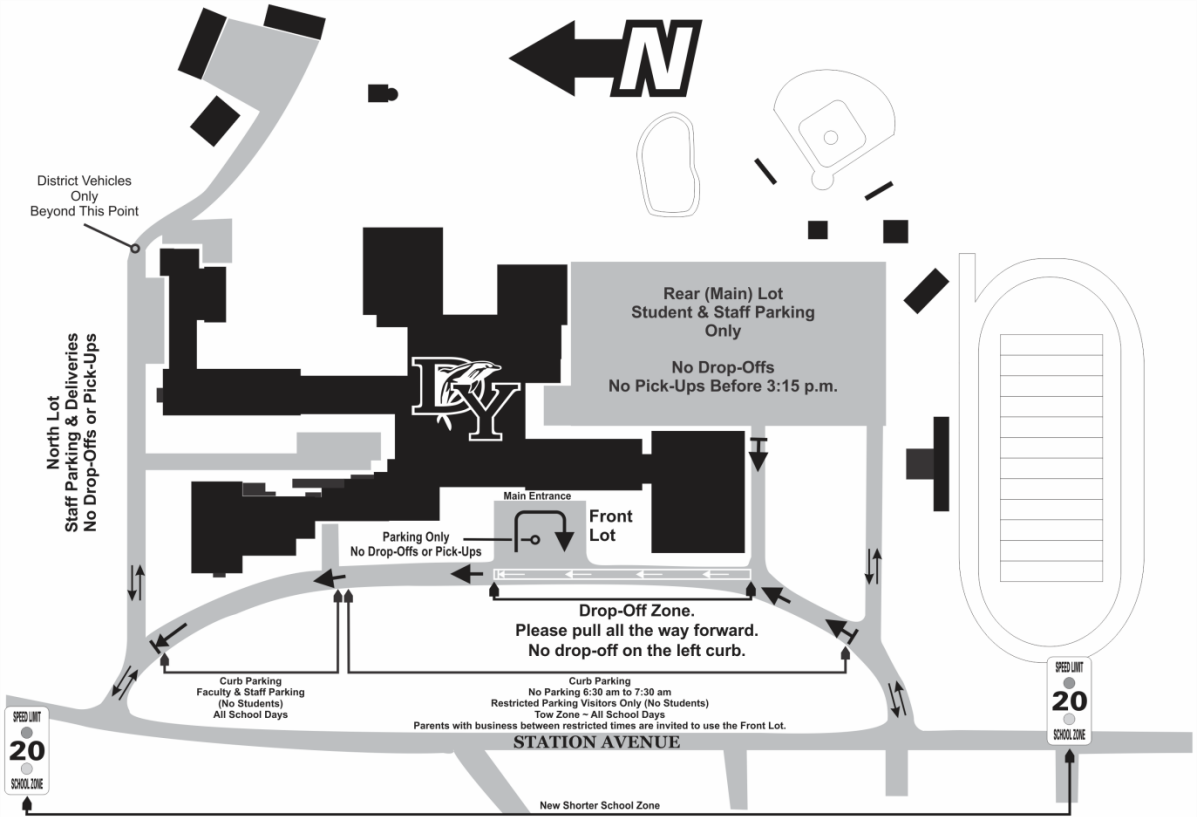 N
District Vehicles
Only
Beyond This Point
Rear (Main) Lot
Student & Staff Parking
Only
No Drop-Offs
No Pick-Ups Before 3:15 p.m.
DY
North Lot
Staff Parking & Deliveries
No Drop-Offs or Pick-Ups
Main Entrance
Front
Lot
Parking Only
No Drop-Offs or Pick-Ups
Drop-Off Zone.
Please pull all the way forward.
No drop-off on the left curb.
Curb Parking
Faculty & Staff Parking
(No Students)
All School Days
Curb Parking
No Parking 6:30 am to 7:30 am
Restricted Parking Visitors Only (No Students)
Tow Zone ~ All School Days
Parents with business between restricted times are invited to use the Front Lot.
SPEED LIMIT
20
SCHOOL ZONE
SPEED LIMIT
20
SCHOOL ZONE
STATION AVENUE
New Shorter School Zone